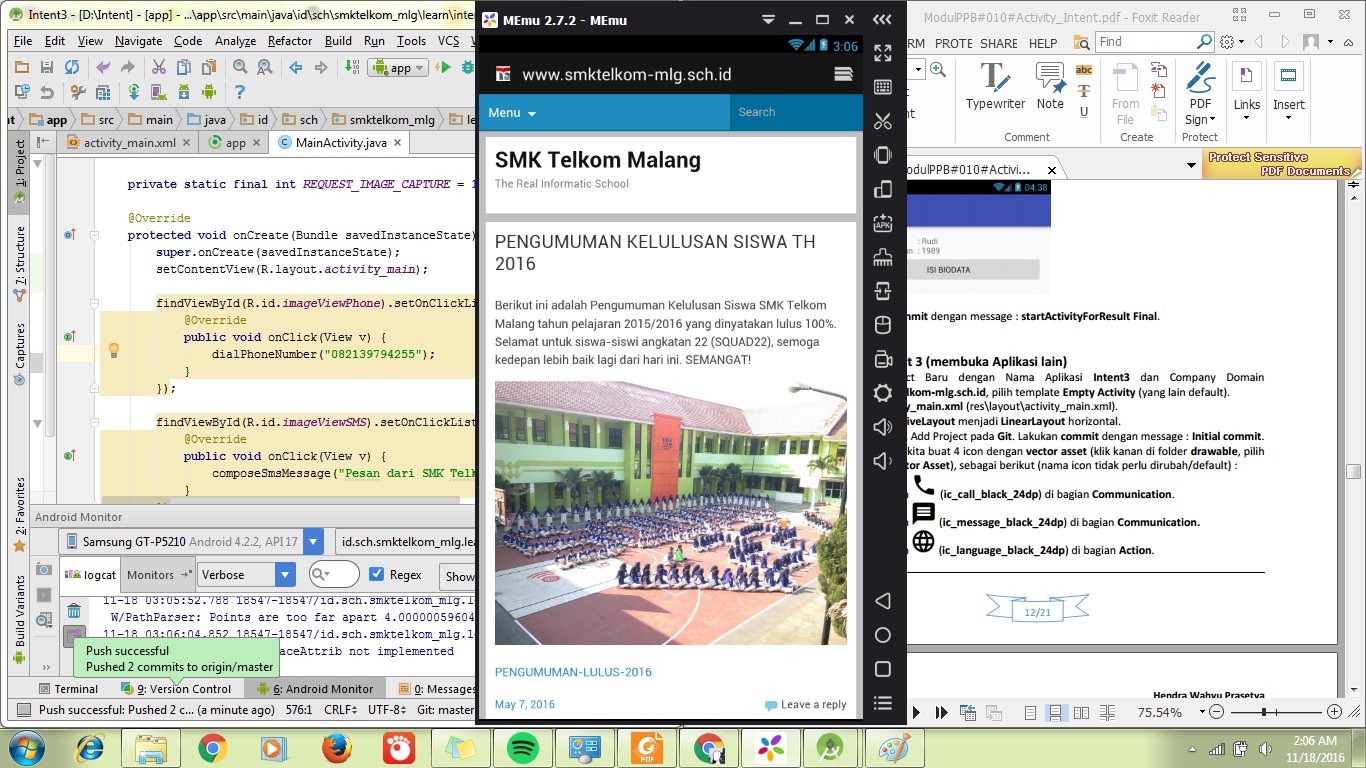 Intent3 - [D:\Intent] - [app] - ...\app\src\main\java\id\sch\smktelkom_mlg\learn\inte
File Edit View Navigate Code Analyze Refactor Build Run Tools VCS
app
app src main java id sch smktelkom_mlg le
activity_main.xml app MainActivity.java
1: Project
7: Structure
Captures
2: Favorites
Build Variants
private static final int REQUEST_IMAGE_CAPTURE = 1
@Override
protected void onCreate(Bundle savedInstanceState)
super.onCreate(savedInstanceState);
setContentView(R.layout.activity_main);
findViewById(R.id.imageViewPhone).setOnClickLi
@Override
public void onClick(View v) {
dialPhoneNumber("082139794255");
}
});
findViewById(R.id.imageViewSMS).setOnClickList
@Override
public void onClick(View v) {
composeSmsMessage("Pesan dari SMK Telk
}
Android Monitor
Samsung GT-P5210 Android 4.2.2, API 17
id.sch.smktelkom_mlg.lea
logcat Monitors Verbose Regex Show
11-18 03:05:52.788 18547-18547/id.sch.smktelkom_mlg.le
W/PathParser: Points are too far apart 4.00000059604
11-18 03:06:04.852 18547-18547/id.sch.smktelkom_mlg.le
aceAttrib not implemented
Push successful
Pushed 2 commits to origin/master
Terminal 9: Version Control 6: Android Monitor 0: Messages
Push successful: Pushed 2 c... (a minute ago) 576:1 CRLF UTF-8 Git: master
MEmu 2.7.2 - MEmu
3:06
www.smktelkom-mlg.sch.id
Menu
Search
SMK Telkom Malang
The Real Informatic School
PENGUMUMAN KELULUSAN SISWA TH
2016
Berikut ini adalah Pengumuman Kelulusan Siswa SMK Telkom
Malang tahun pelajaran 2015/2016 yang dinyatakan lulus 100%.
Selamat untuk siswa-siswi angkatan 22 (SQUAD22), semoga
kedepan lebih baik lagi dari hari ini. SEMANGAT!
PENGUMUMAN-LULUS-2016
May 7, 2016
Leave a reply
APK
ModulPPB#010#Activity_Intent.pdf - Foxit Reader
RM PROTE SHARE HELP
Find
Typewriter
Note
abc
T
U
Comment
From
File
Create
PDF
Sign
Protect
Links
Insert
odulPPB#010#Activi...
Protect Sensitive
PDF Documents
04.38
: Rudi
: 1989
ISI BIODATA
mmit dengan message : startActivityForResult Final.
t 3 (membuka Aplikasi lain)
ct Baru dengan Nama Aplikasi Intent3 dan Company Domain
lkom-mlg.sch.id, pilih template Empty Activity (yang lain default).
y_main.xml (res\layout\activity_main.xml).
iveLayout menjadi LinearLayout horizontal.
Add Project pada Git. Lakukan commit dengan message : Initial commit.
kita buat 4 icon dengan vector asset (klik kanan di folder drawable, pilih
tor Asset), sebagai berikut (nama icon tidak perlu dirubah/default) :
(ic_call_black_24dp) di bagian Communication.
(ic_message_black_24dp) di bagian Communication.
(ic_language_black_24dp) di bagian Action.
12/21
Hendra Wahyu Prasetya
75.54%
PDF
2:06 AM
11/18/2016